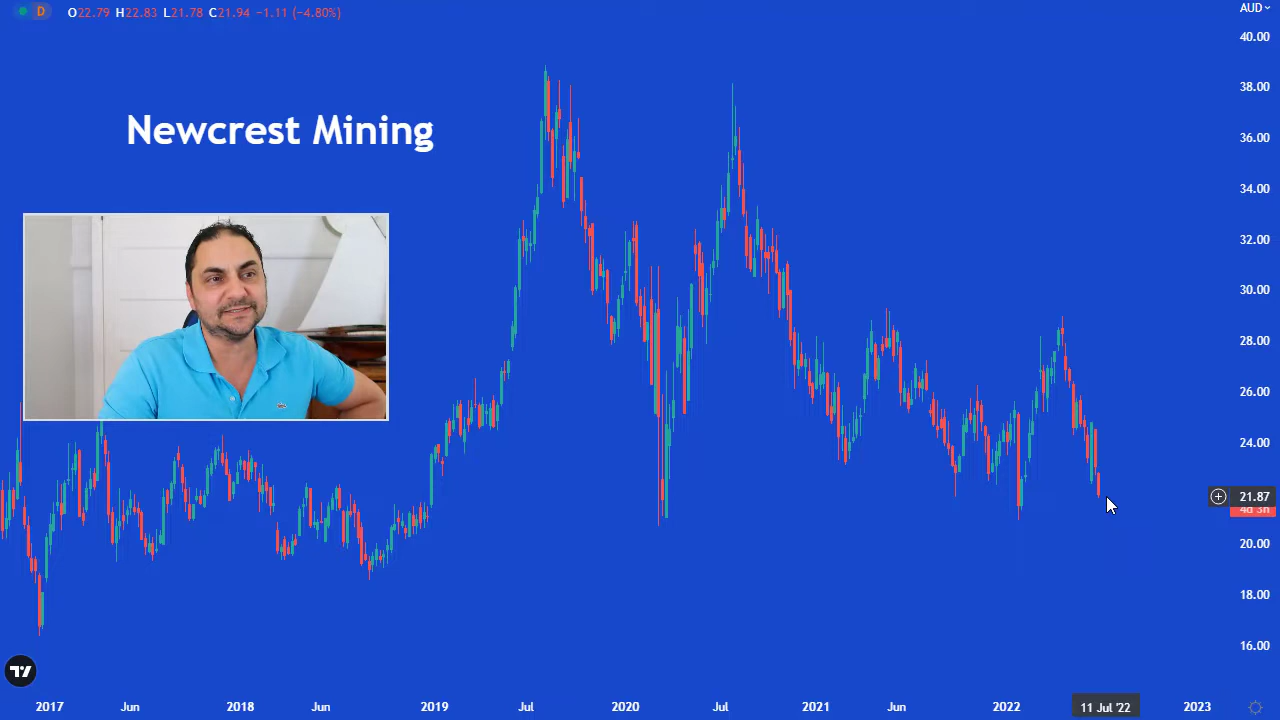 D O22.79 H22.83 L21.78 C21.94 −1.11 (−4.80%)
AUD
40.00
38.00
Newcrest Mining
36.00
34.00
32.00
30.00
28.00
26.00
24.00
21.87
4d 3h
20.00
18.00
16.00
2017 Jun 2018 Jun 2019 Jul 2020 Jul 2021 Jun 2022 11 Jul '22 2023